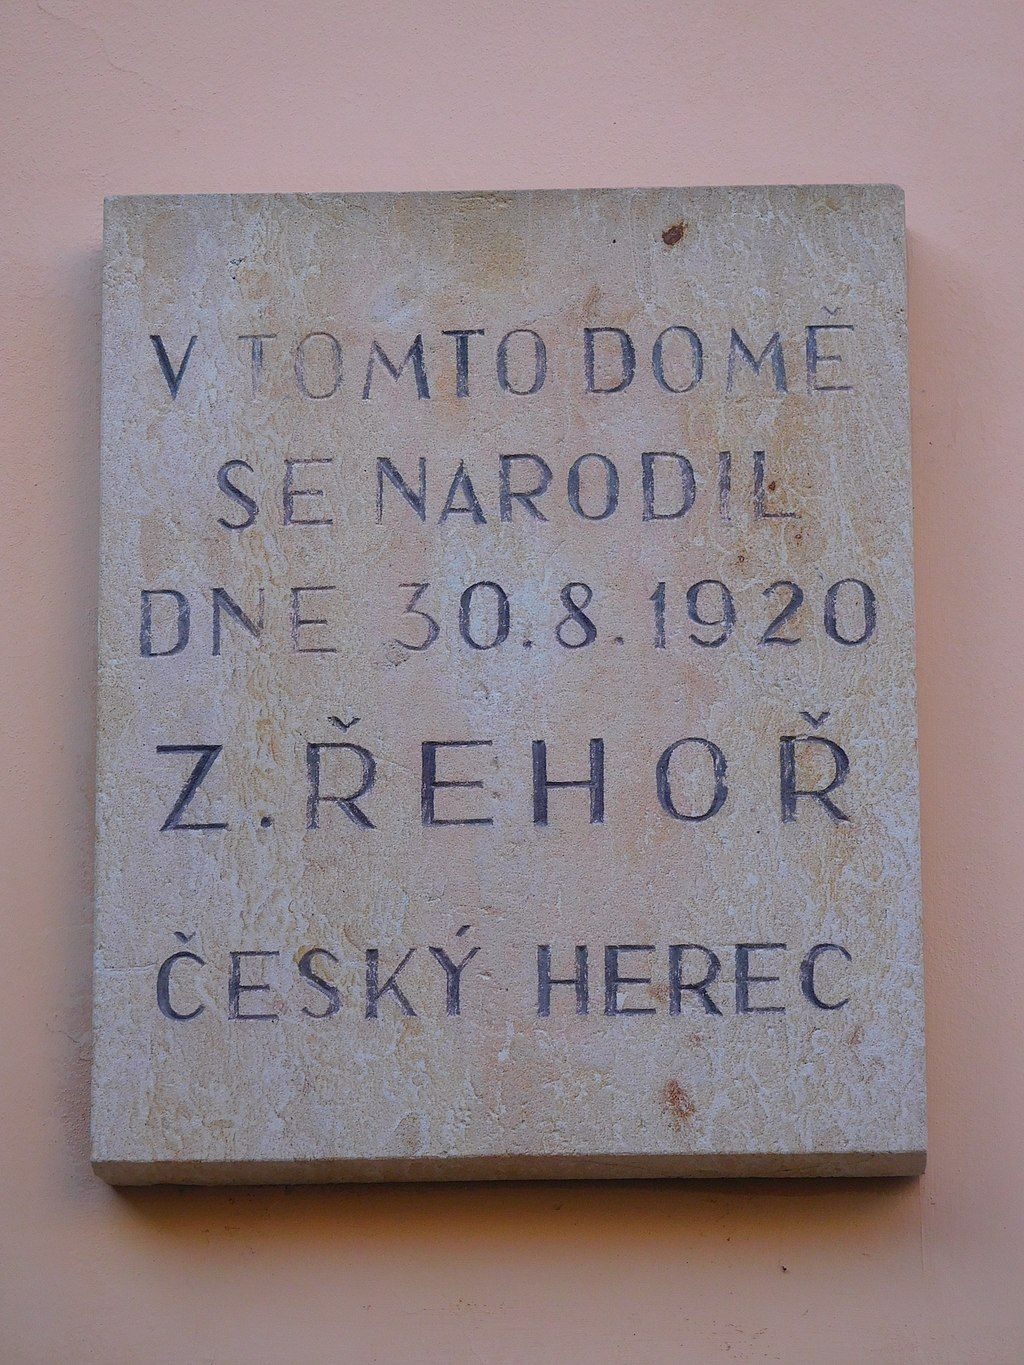 V TOMTO DOMĚ
SE NARODIL
DNE 30.8.1920
Z.ŘEHOŘ
ČESKÝ HEREC